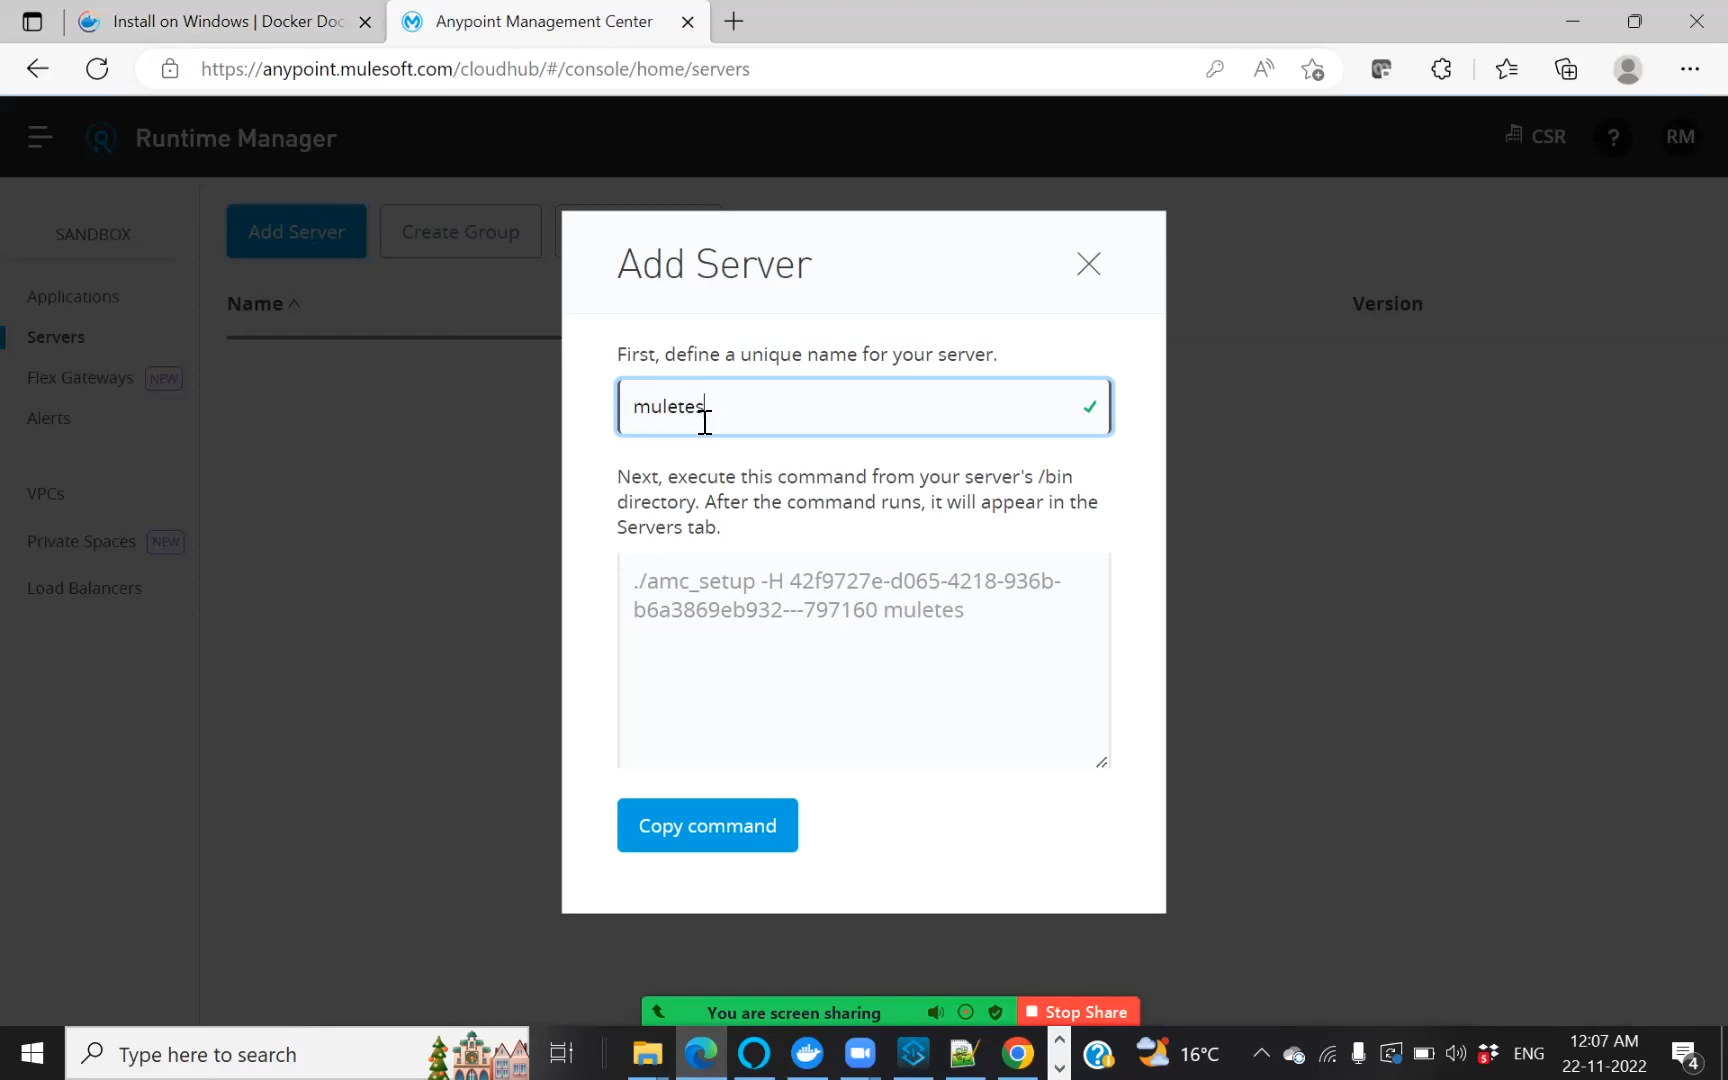 Install on Windows | Docker Doc
Anypoint Management Center
https://anypoint.mulesoft.com/cloudhub/#/console/home/servers
Runtime Manager
CSR
?
RM
SANDBOX
Add Server
Create Group
Name
Version
Applications
Servers
Flex Gateways NEW
Alerts
VPCs
Private Spaces NEW
Load Balancers
Add Server
First, define a unique name for your server.
muletes
Next, execute this command from your server's /bin
directory. After the command runs, it will appear in the
Servers tab.
./amc_setup -H 42f9727e-d065-4218-936b-
b6a3869eb932---797160 muletes
Copy command
You are screen sharing
Stop Share
Type here to search
16°C
ENG
12:07 AM
22-11-2022
4